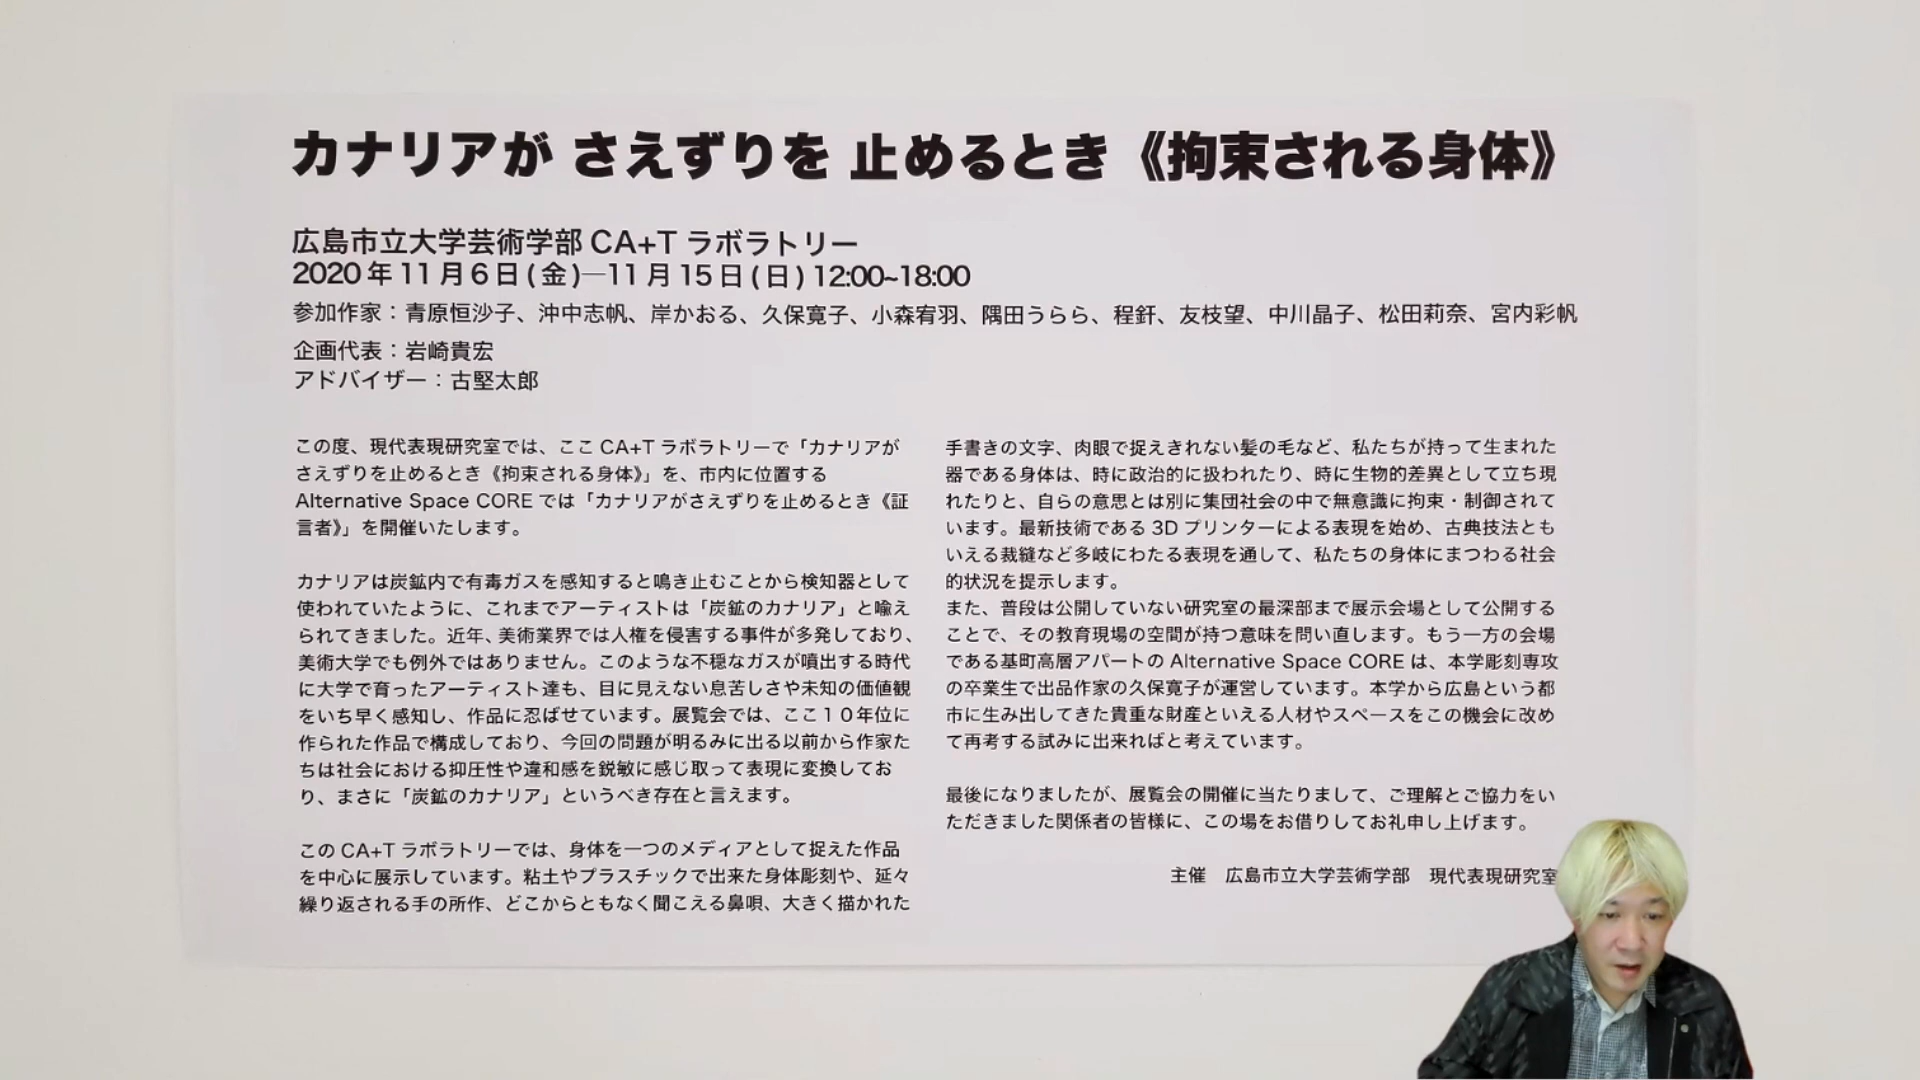 カナリアが さえずりを 止めるとき《拘束される身体》
広島市立大学芸術学部 CA+T ラボラトリー
2020 年 11 月 6 日 (金)―11 月 15 日 (日) 12:00~18:00
参加作家：青原恒沙子、沖中志帆、岸かおる、久保寛子、小森宥羽、隅田うらら、程釬、友枝望、中川晶子、松田莉奈、宮内彩帆
企画代表：岩崎貴宏
アドバイザー：古堅太郎
この度、現代表現研究室では、ここ CA+T ラボラトリーで「カナリアが
さえずりを止めるとき《拘束される身体》」を、市内に位置する
Alternative Space CORE では「カナリアがさえずりを止めるとき《証
言者》」を開催いたします。
カナリアは炭鉱内で有毒ガスを感知すると鳴き止むことから検知器として
使われていたように、これまでアーティストは「炭鉱のカナリア」と喩え
られてきました。近年、美術業界では人権を侵害する事件が多発しており、
美術大学でも例外ではありません。このような不穏なガスが噴出する時代
に大学で育ったアーティスト達も、目に見えない息苦しさや未知の価値観
をいち早く感知し、作品に忍ばせています。展覧会では、ここ１０年位に
作られた作品で構成しており、今回の問題が明るみに出る以前から作家た
ちは社会における抑圧性や違和感を鋭敏に感じ取って表現に変換してお
り、まさに「炭鉱のカナリア」というべき存在と言えます。
この CA+T ラボラトリーでは、身体を一つのメディアとして捉えた作品
を中心に展示しています。粘土やプラスチックで出来た身体彫刻や、延々
繰り返される手の所作、どこからともなく聞こえる鼻唄、大きく描かれた
手書きの文字、肉眼で捉えきれない髪の毛など、私たちが持って生まれた
器である身体は、時に政治的に扱われたり、時に生物的差異として立ち現
れたりと、自らの意思とは別に集団社会の中で無意識に拘束・制御されて
います。最新技術である 3D プリンターによる表現を始め、古典技法とも
いえる裁縫など多岐にわたる表現を通して、私たちの身体にまつわる社会
的状況を提示します。
また、普段は公開していない研究室の最深部まで展示会場として公開する
ことで、その教育現場の空間が持つ意味を問い直します。もう一方の会場
である基町高層アパートの Alternative Space CORE は、本学彫刻専攻
の卒業生で出品作家の久保寛子が運営しています。本学から広島という都
市に生み出してきた貴重な財産といえる人材やスペースをこの機会に改め
て再考する試みに出来ればと考えています。
最後になりましたが、展覧会の開催に当たりまして、ご理解とご協力をい
ただきました関係者の皆様に、この場をお借りしてお礼申し上げます。
主催　広島市立大学芸術学部　現代表現研究室